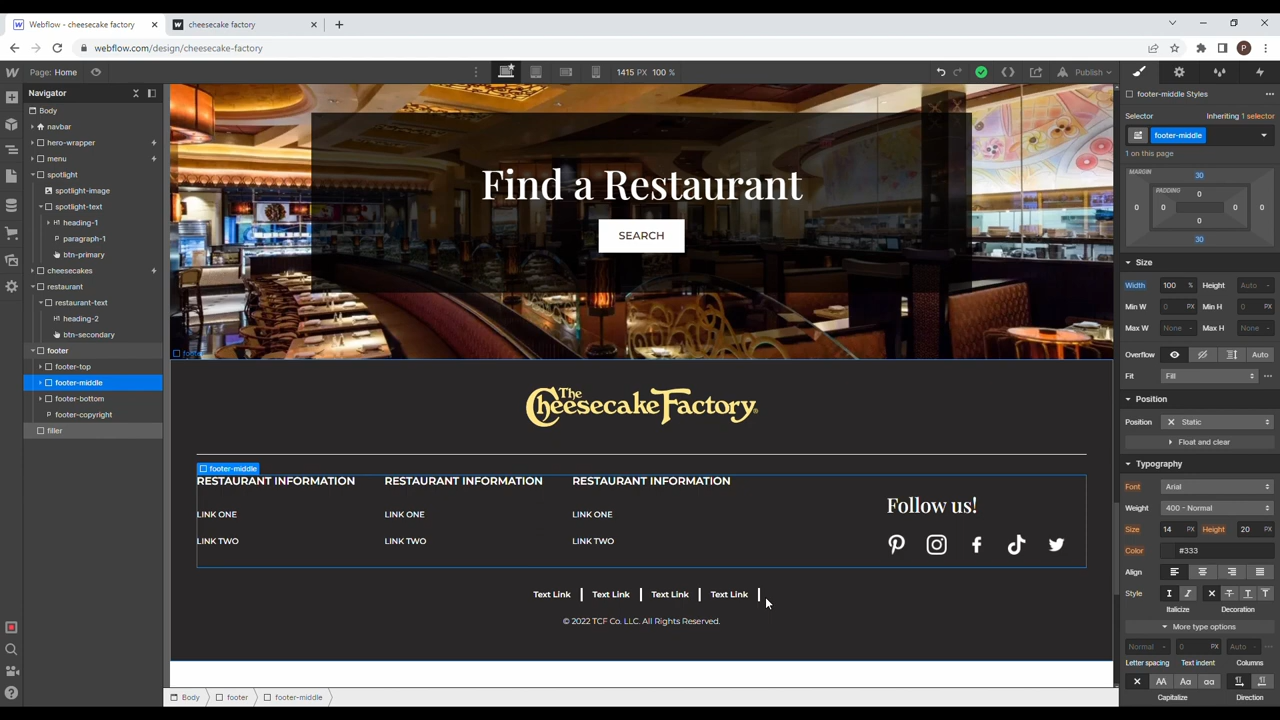 Webflow - cheesecake factory
cheesecake factory
webflow.com/design/cheesecake-factory
P
Page: Home
1415 PX 100 %
Publish
Navigator
Body
navbar
hero-wrapper
menu
spotlight
spotlight-image
spotlight-text
H1 heading-1
P paragraph-1
btn-primary
cheesecakes
restaurant
restaurant-text
H1 heading-2
btn-secondary
footer
footer-top
footer-middle
footer-bottom
P footer-copyright
filler
Find a Restaurant
SEARCH
The Cheesecake Factory®
footer-middle
RESTAURANT INFORMATION RESTAURANT INFORMATION RESTAURANT INFORMATION
LINK ONE LINK ONE LINK ONE
LINK TWO LINK TWO LINK TWO
Follow us!
Text Link Text Link Text Link Text Link
© 2022 TCF Co. LLC. All Rights Reserved.
Body footer footer-middle
footer-middle Styles
Selector Inheriting 1 selector
footer-middle
1 on this page
MARGIN 30
PADDING 0
0 0 0 0
0
30
Size
Width 100 % Height Auto -
Min W 0 PX Min H 0 PX
Max W None - Max H None -
Overflow Auto
Fit Fill
Position
Position Static
Float and clear
Typography
Font Arial
Weight 400 - Normal
Size 14 PX Height 20 PX
Color #333
Align
Style
Italicize Decoration
More type options
Normal - 0 PX Auto -
Letter spacing Text indent Columns
AA Aa aa
Capitalize Direction